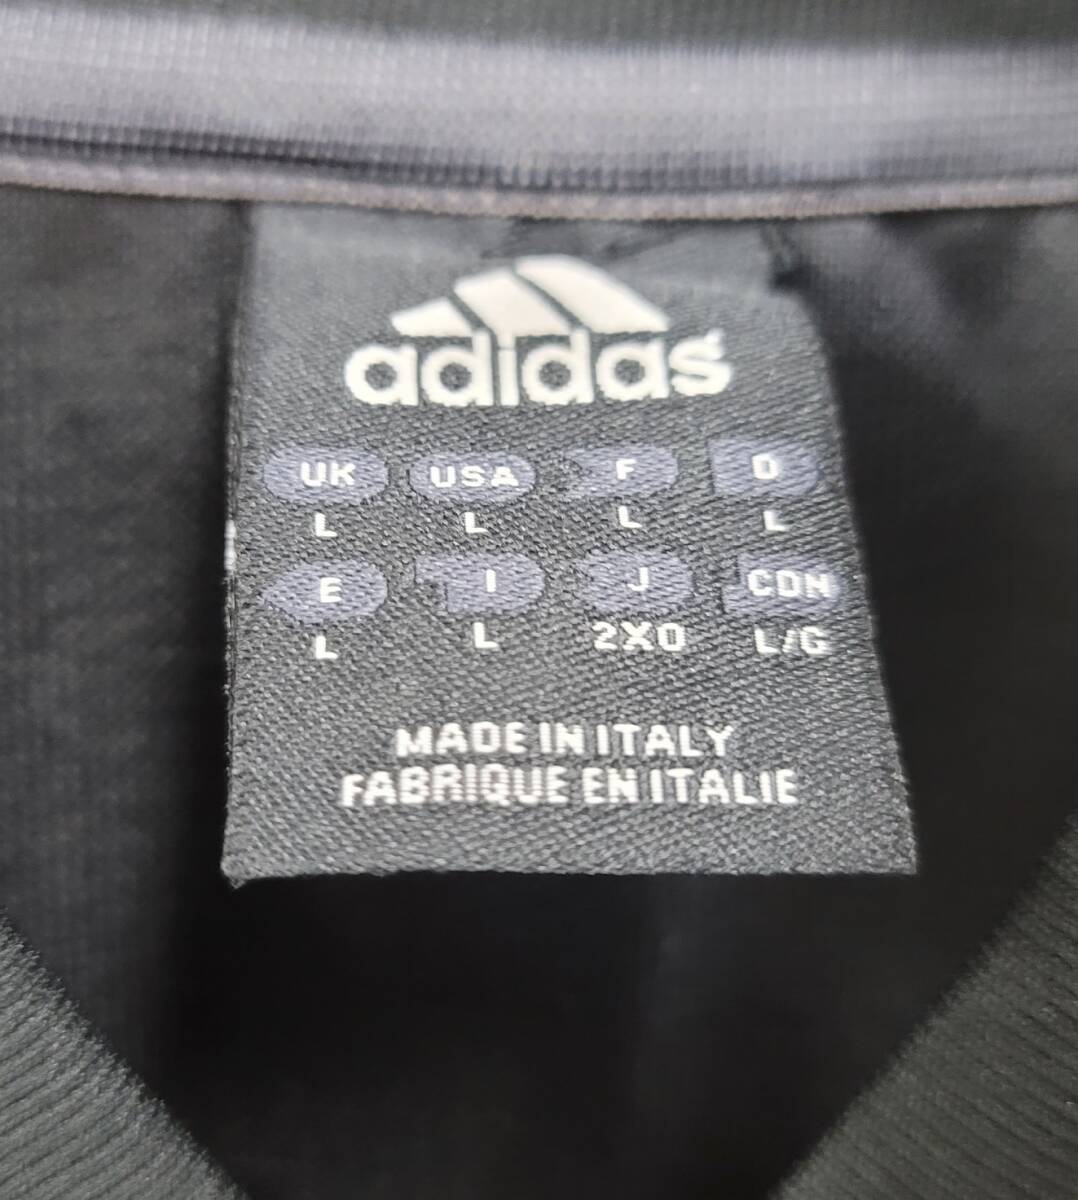 adidas
UK USA F D
L L L L
E I J CDN
L L 2XO L/G
MADE IN ITALY
FABRIQUE EN ITALIE